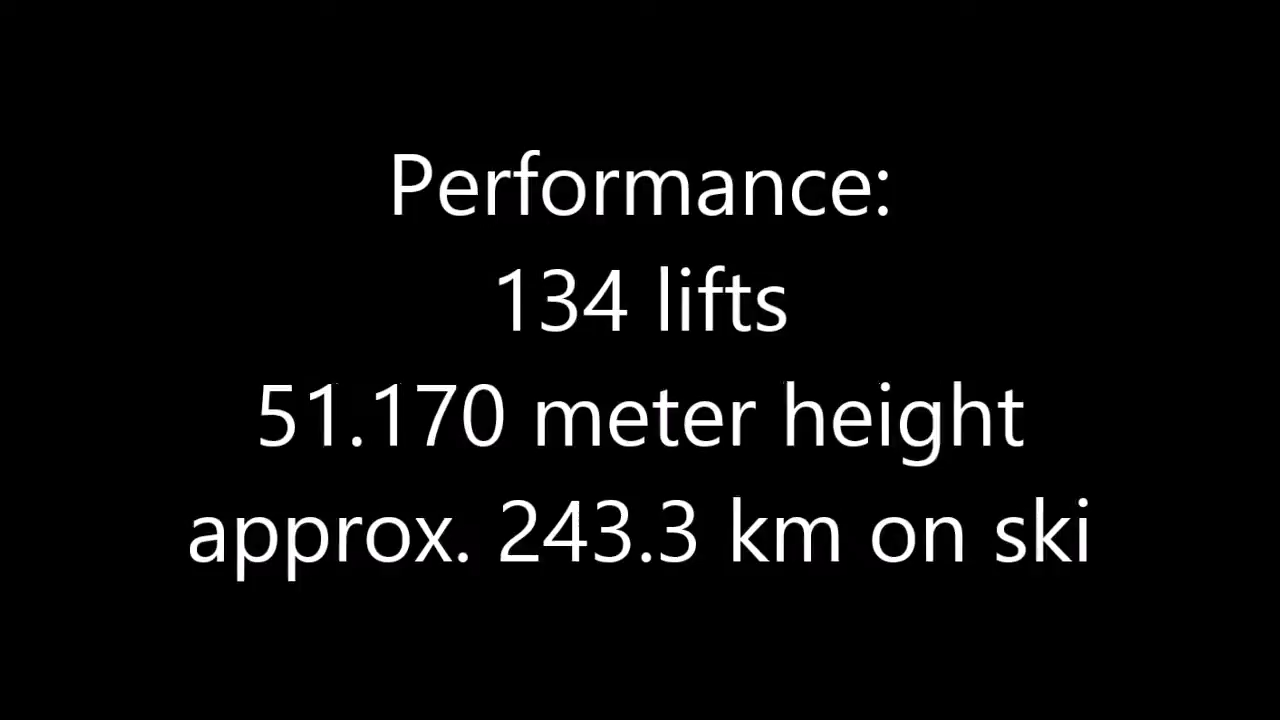 Performance:
134 lifts
51.170 meter height
approx. 243.3 km on ski